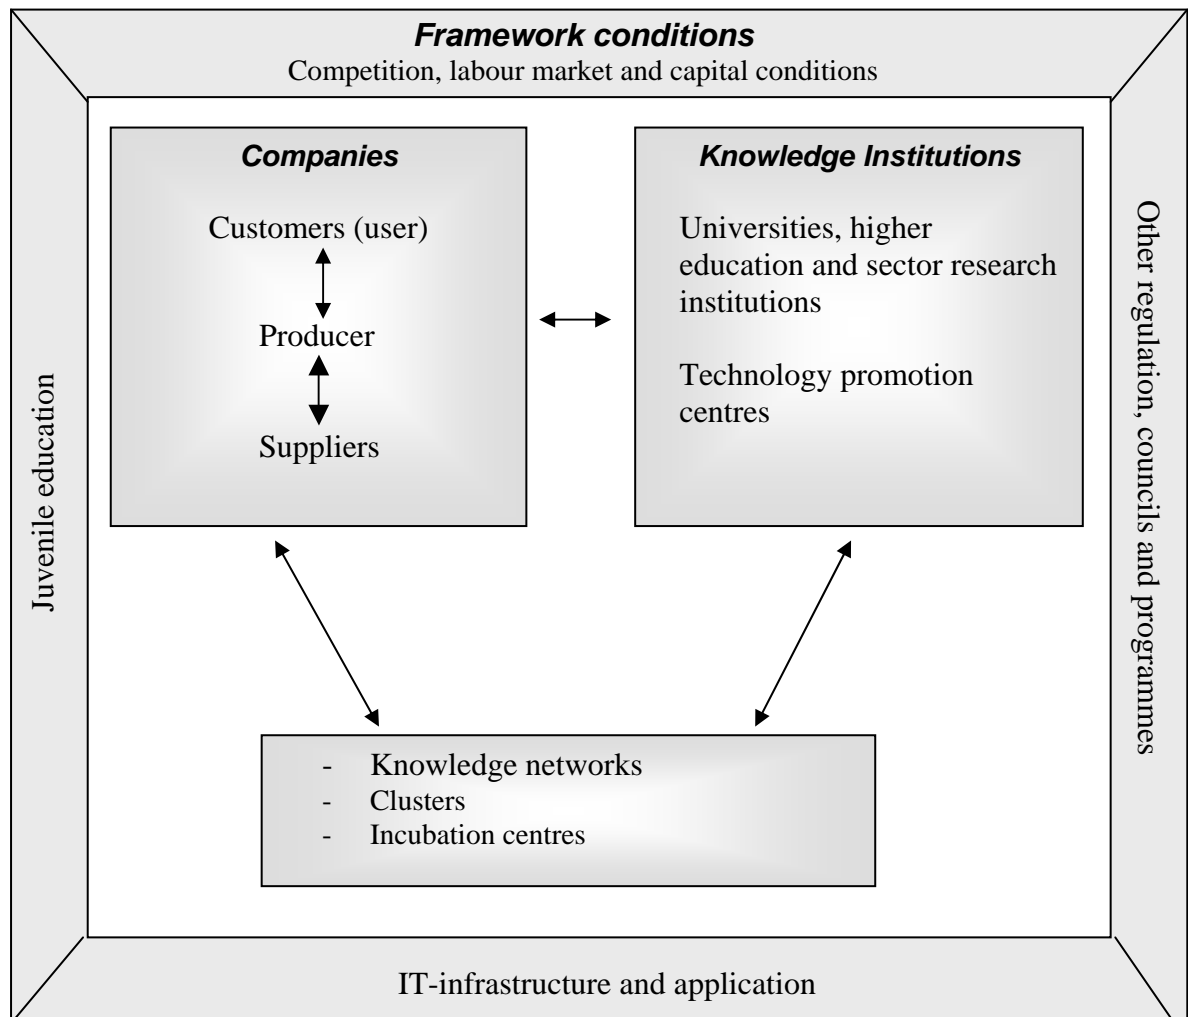 Framework conditions
Competition, labour market and capital conditions
Companies
Customers (user)
Producer
Suppliers
Knowledge Institutions
Universities, higher
education and sector research
institutions
Technology promotion
centres
Juvenile education
Other regulation, councils and programmes
- Knowledge networks
- Clusters
- Incubation centres
IT-infrastructure and application